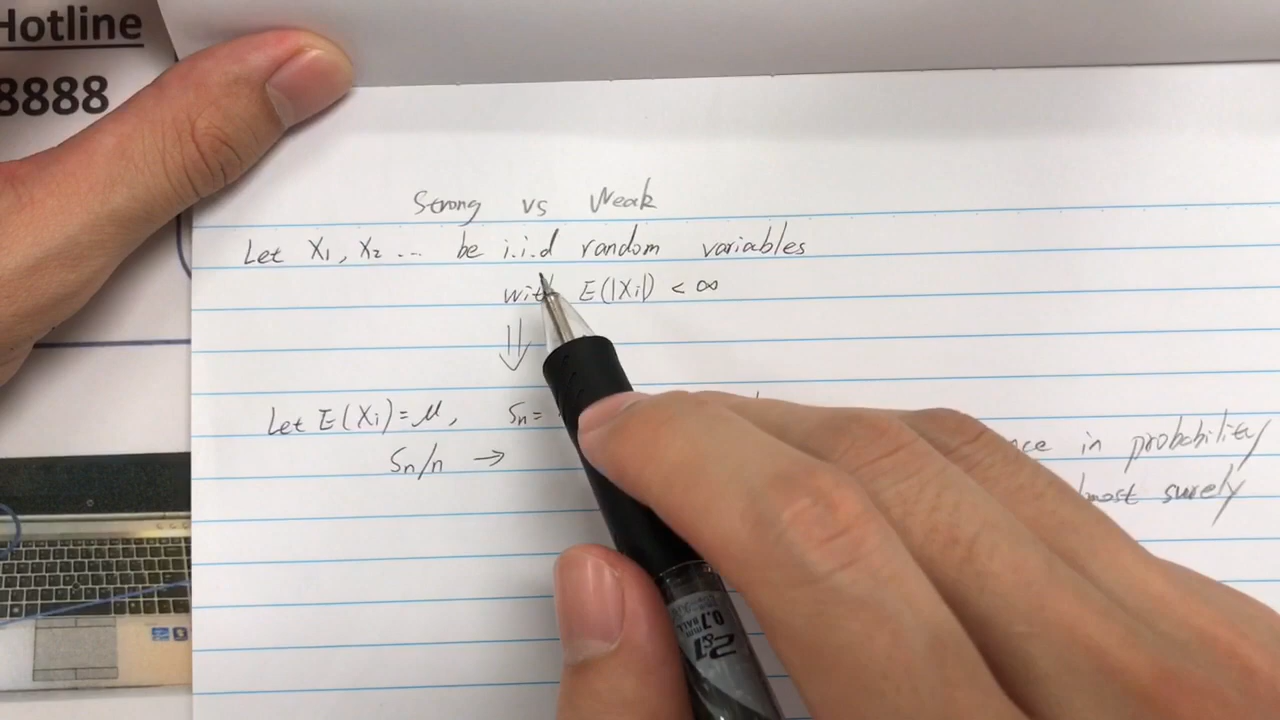 Hotline
8888
Strong vs Weak
Let X₁, X₂ ... be i.i.d random variables
with E(|Xi|) < ∞
⇓
Let E(Xi) = μ, Sn =
Sn/n →
in probability
surely
0.7